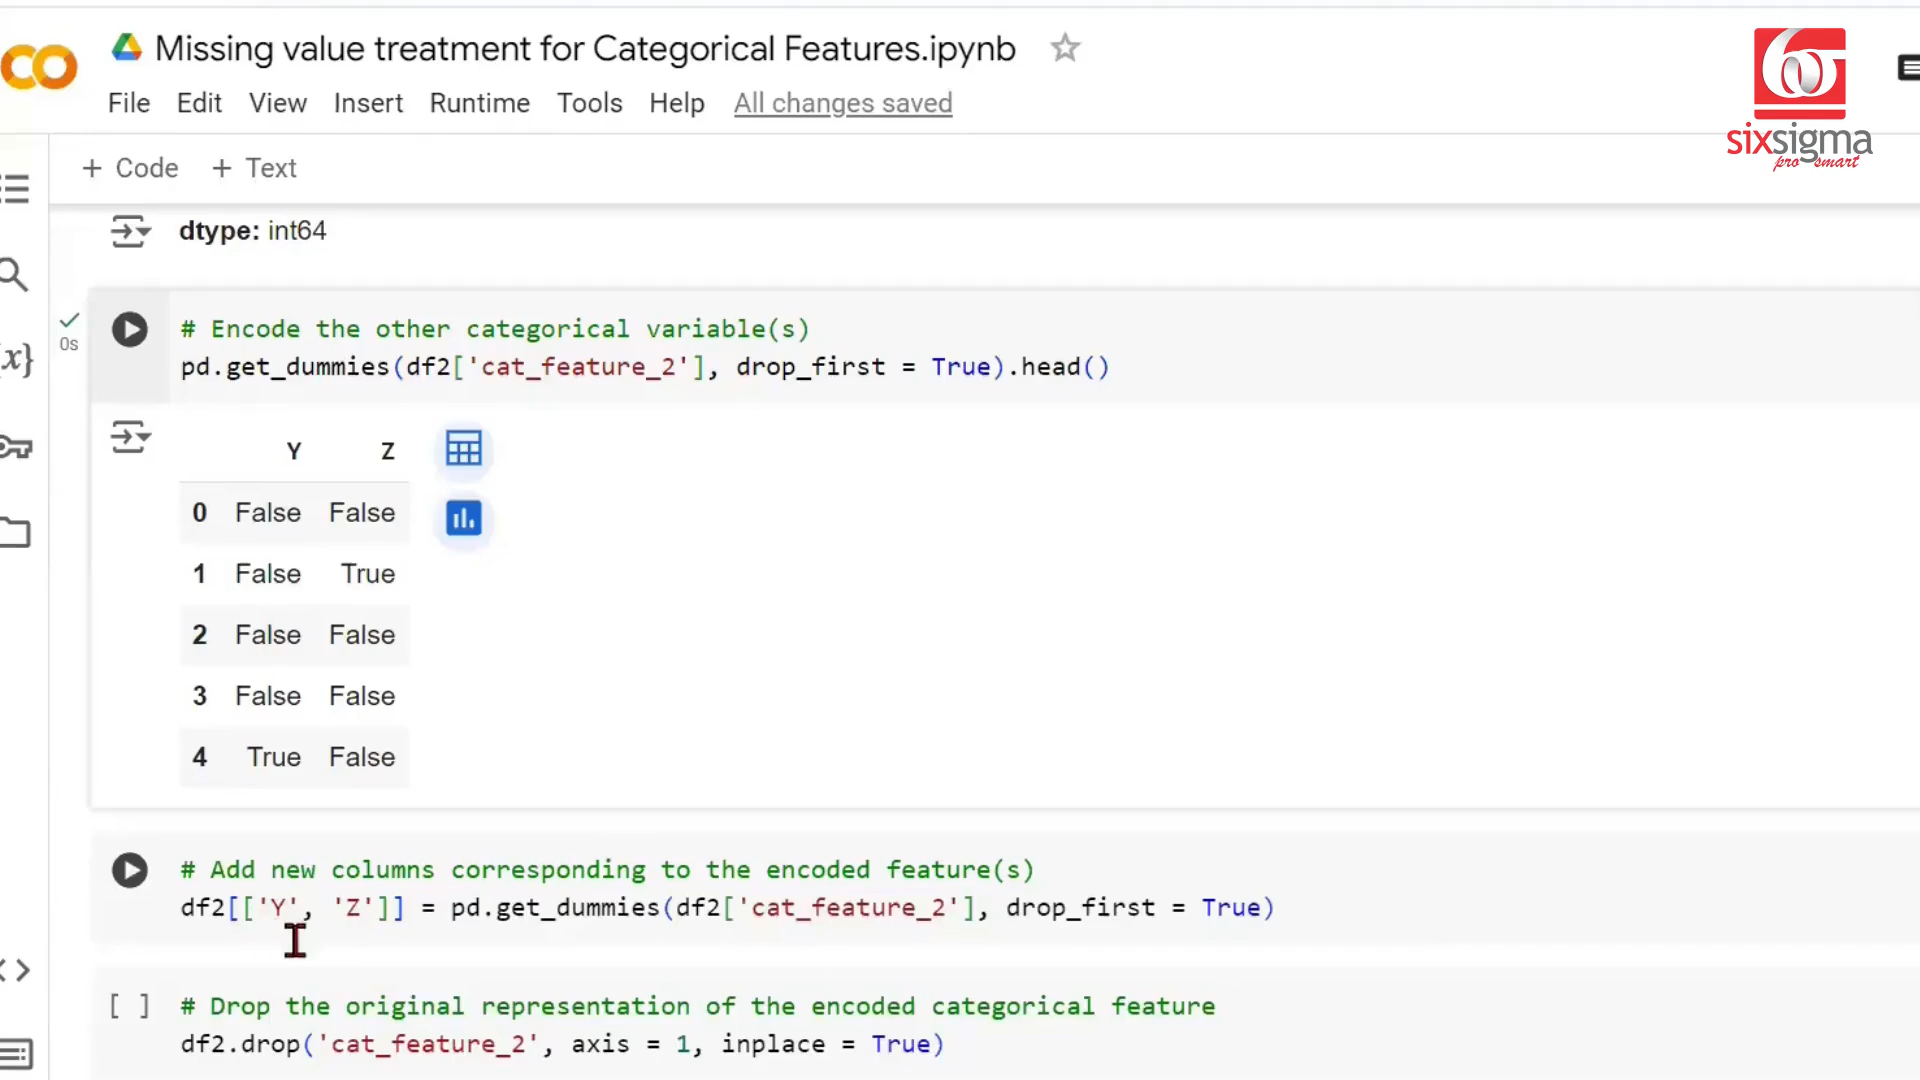 Missing value treatment for Categorical Features.ipynb
File Edit View Insert Runtime Tools Help All changes saved
sixsigma
pro smart
+ Code + Text
dtype: int64
{x}
0s
# Encode the other categorical variable(s)
pd.get_dummies(df2['cat_feature_2'], drop_first = True).head()
Y Z
0 False False
1 False True
2 False False
3 False False
4 True False
# Add new columns corresponding to the encoded feature(s)
df2[['Y', 'Z']] = pd.get_dummies(df2['cat_feature_2'], drop_first = True)
[ ] # Drop the original representation of the encoded categorical feature
df2.drop('cat_feature_2', axis = 1, inplace = True)